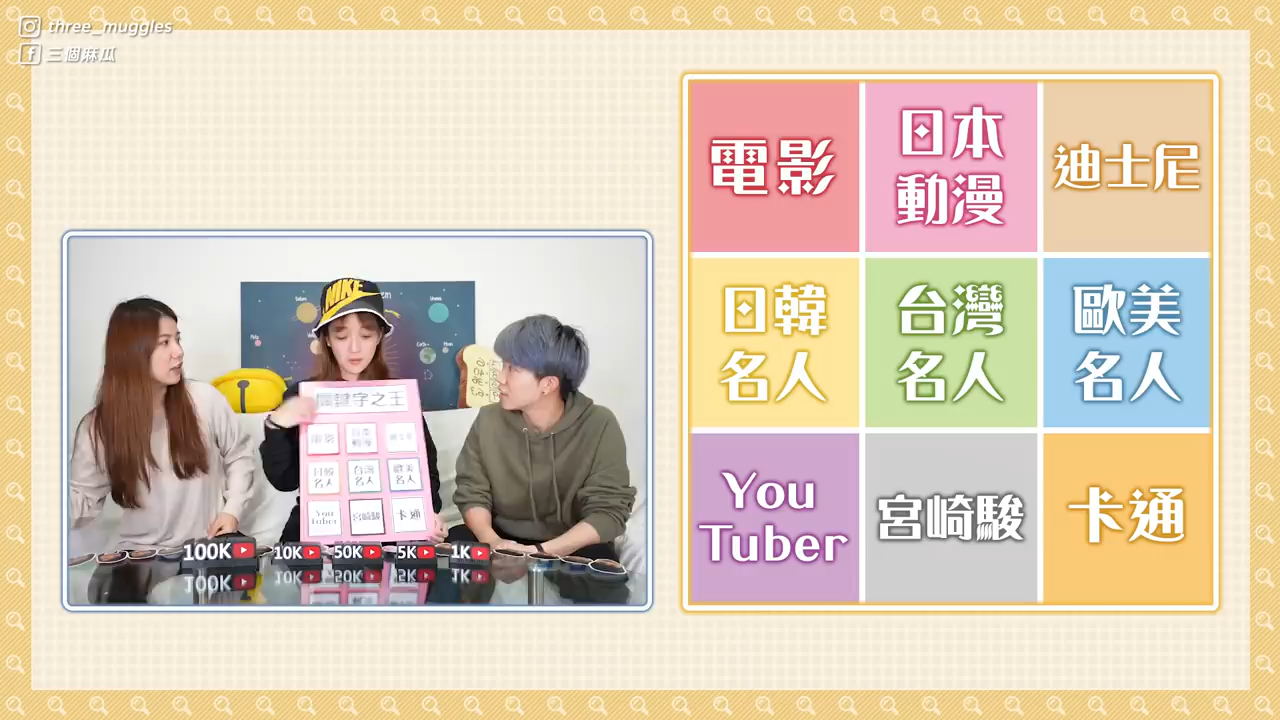 three_muggles
三個麻瓜
電影
日本
動漫
迪士尼
日韓
名人
台灣
名人
歐美
名人
You
Tuber
宮崎駿
卡通
NIKE
關鍵字之王
電影
日本
動漫
迪士尼
日韓
名人
台灣
名人
歐美
名人
You
Tuber
宮崎駿
卡通
100K
10K
50K
5K
1K